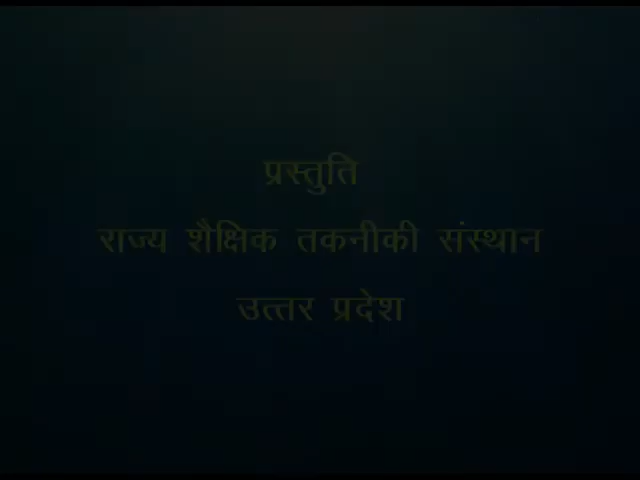 प्रस्तुति
राज्य शैक्षिक तकनीकी संस्थान
उत्तर प्रदेश